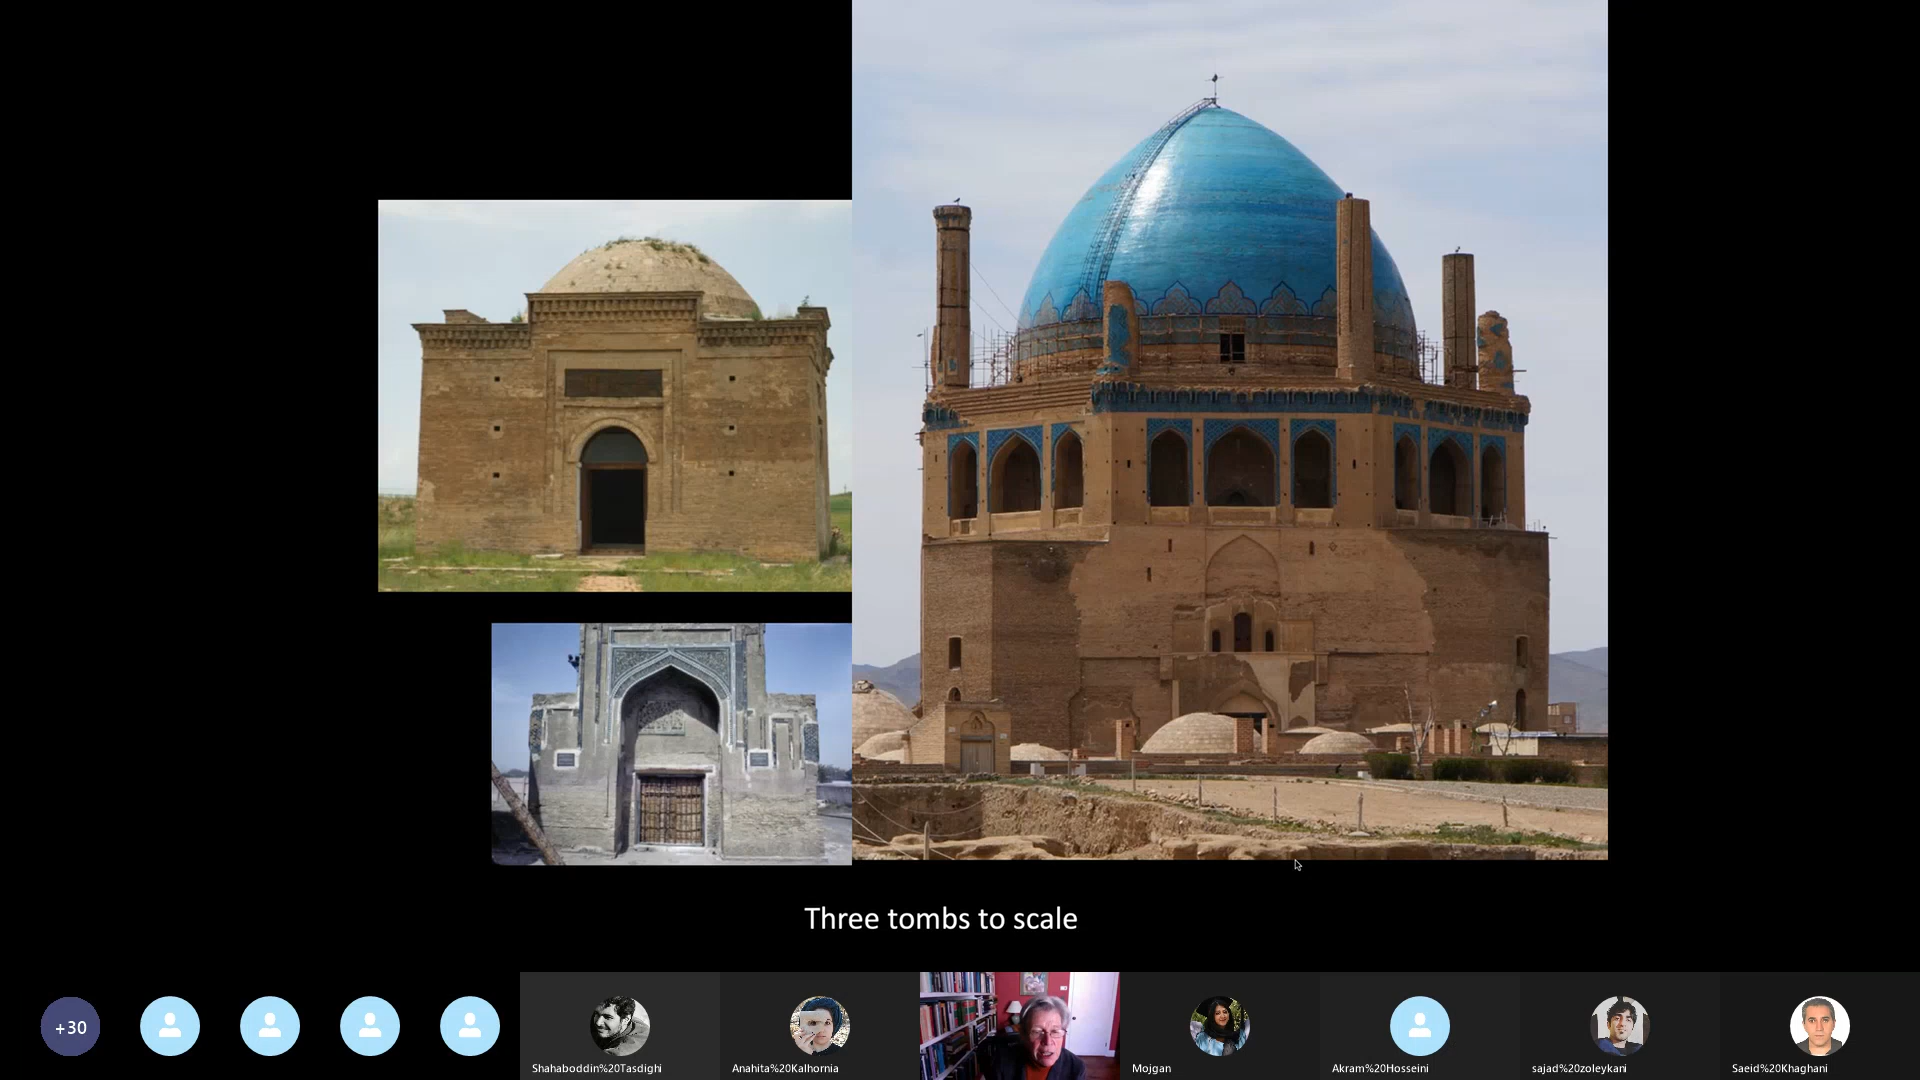 Three tombs to scale
+30
Shahaboddin%20Tasdighi
Anahita%20Kalhornia
Mojgan
Akram%20Hosseini
sajad%20zoleykani
Saeid%20Khaghani